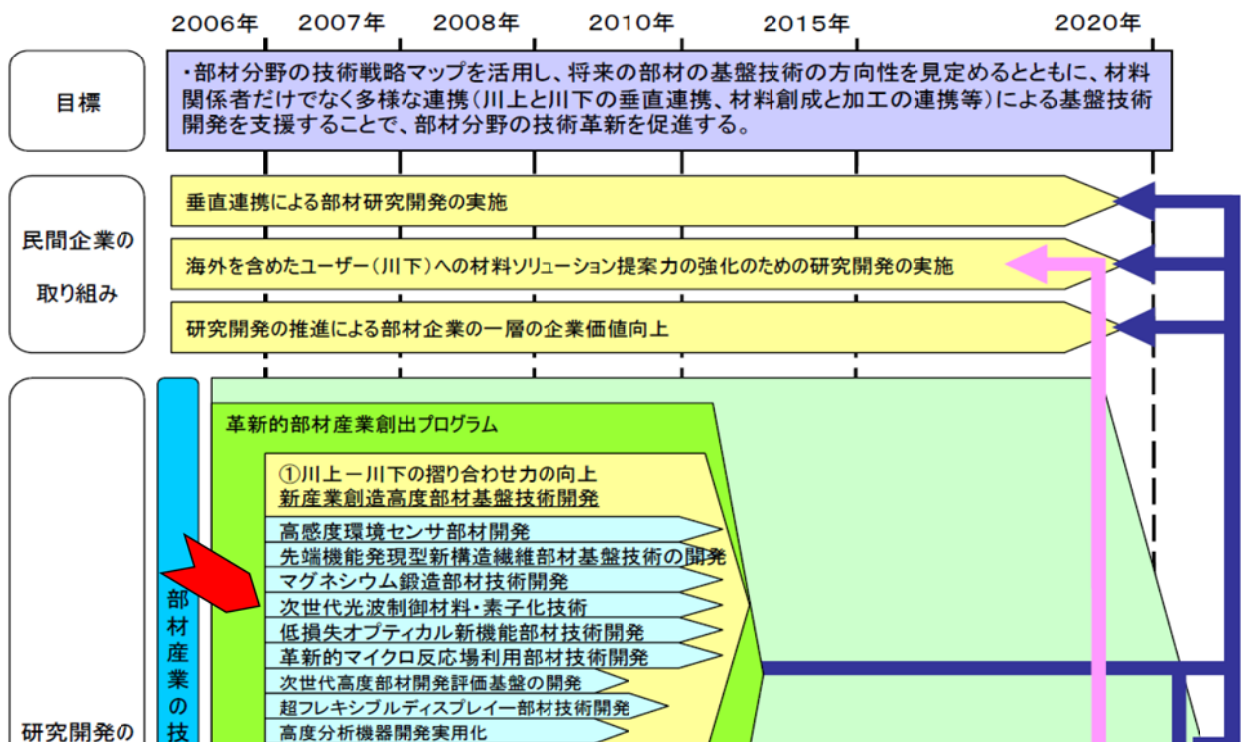 2006年 2007年 2008年 2010年 2015年 2020年
目標
・部材分野の技術戦略マップを活用し、将来の部材の基盤技術の方向性を見定めるとともに、材料
関係者だけでなく多様な連携(川上と川下の垂直連携、材料創成と加工の連携等)による基盤技術
開発を支援することで、部材分野の技術革新を促進する。
民間企業の
取り組み
垂直連携による部材研究開発の実施
海外を含めたユーザー(川下)への材料ソリューション提案力の強化のための研究開発の実施
研究開発の推進による部材企業の一層の企業価値向上
研究開発の
部材産業の技
革新的部材産業創出プログラム
①川上－川下の摺り合わせ力の向上
新産業創造高度部材基盤技術開発
高感度環境センサ部材開発
先端機能発現型新構造繊維部材基盤技術の開発
マグネシウム鍛造部材技術開発
次世代光波制御材料・素子化技術
低損失オプティカル新機能部材技術開発
革新的マイクロ反応場利用部材技術開発
次世代高度部材開発評価基盤の開発
超フレキシブルディスプレイー部材技術開発
高度分析機器開発実用化